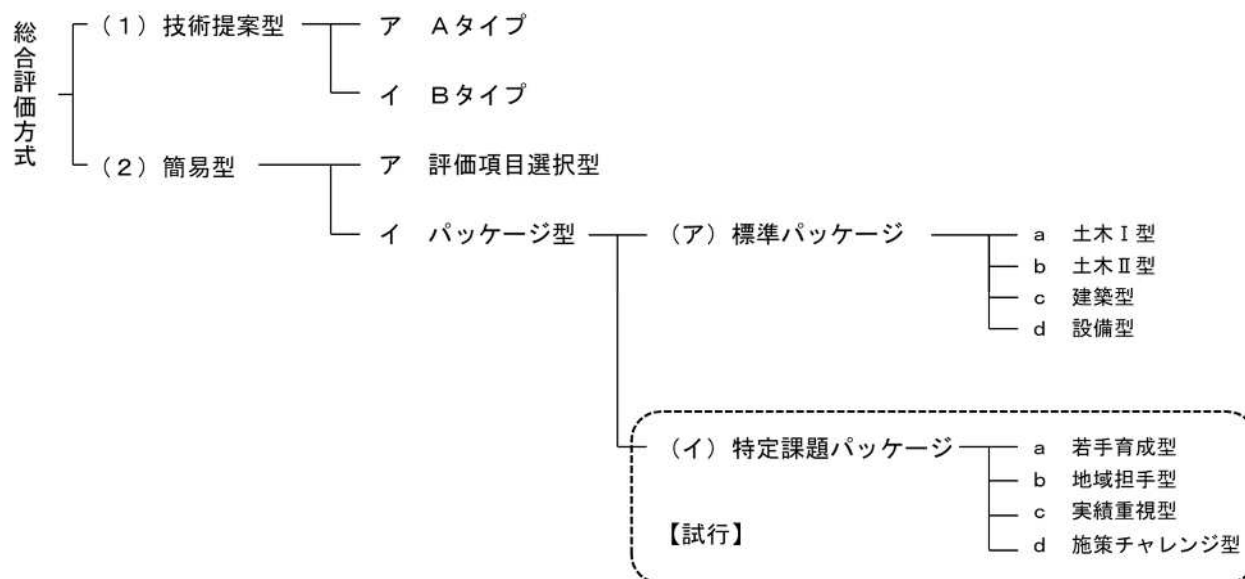 総合評価方式
（１）技術提案型
ア　Ａタイプ
イ　Ｂタイプ
（２）簡易型
ア　評価項目選択型
イ　パッケージ型
（ア）標準パッケージ
a　土木Ⅰ型
b　土木Ⅱ型
c　建築型
d　設備型
（イ）特定課題パッケージ
【試行】
a　若手育成型
b　地域担手型
c　実績重視型
d　施策チャレンジ型